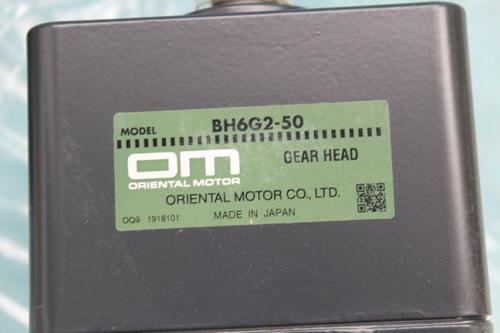 MODEL BH6G2-50
OM GEAR HEAD
ORIENTAL MOTOR
ORIENTAL MOTOR CO., LTD.
OQ9 1918101 MADE IN JAPAN